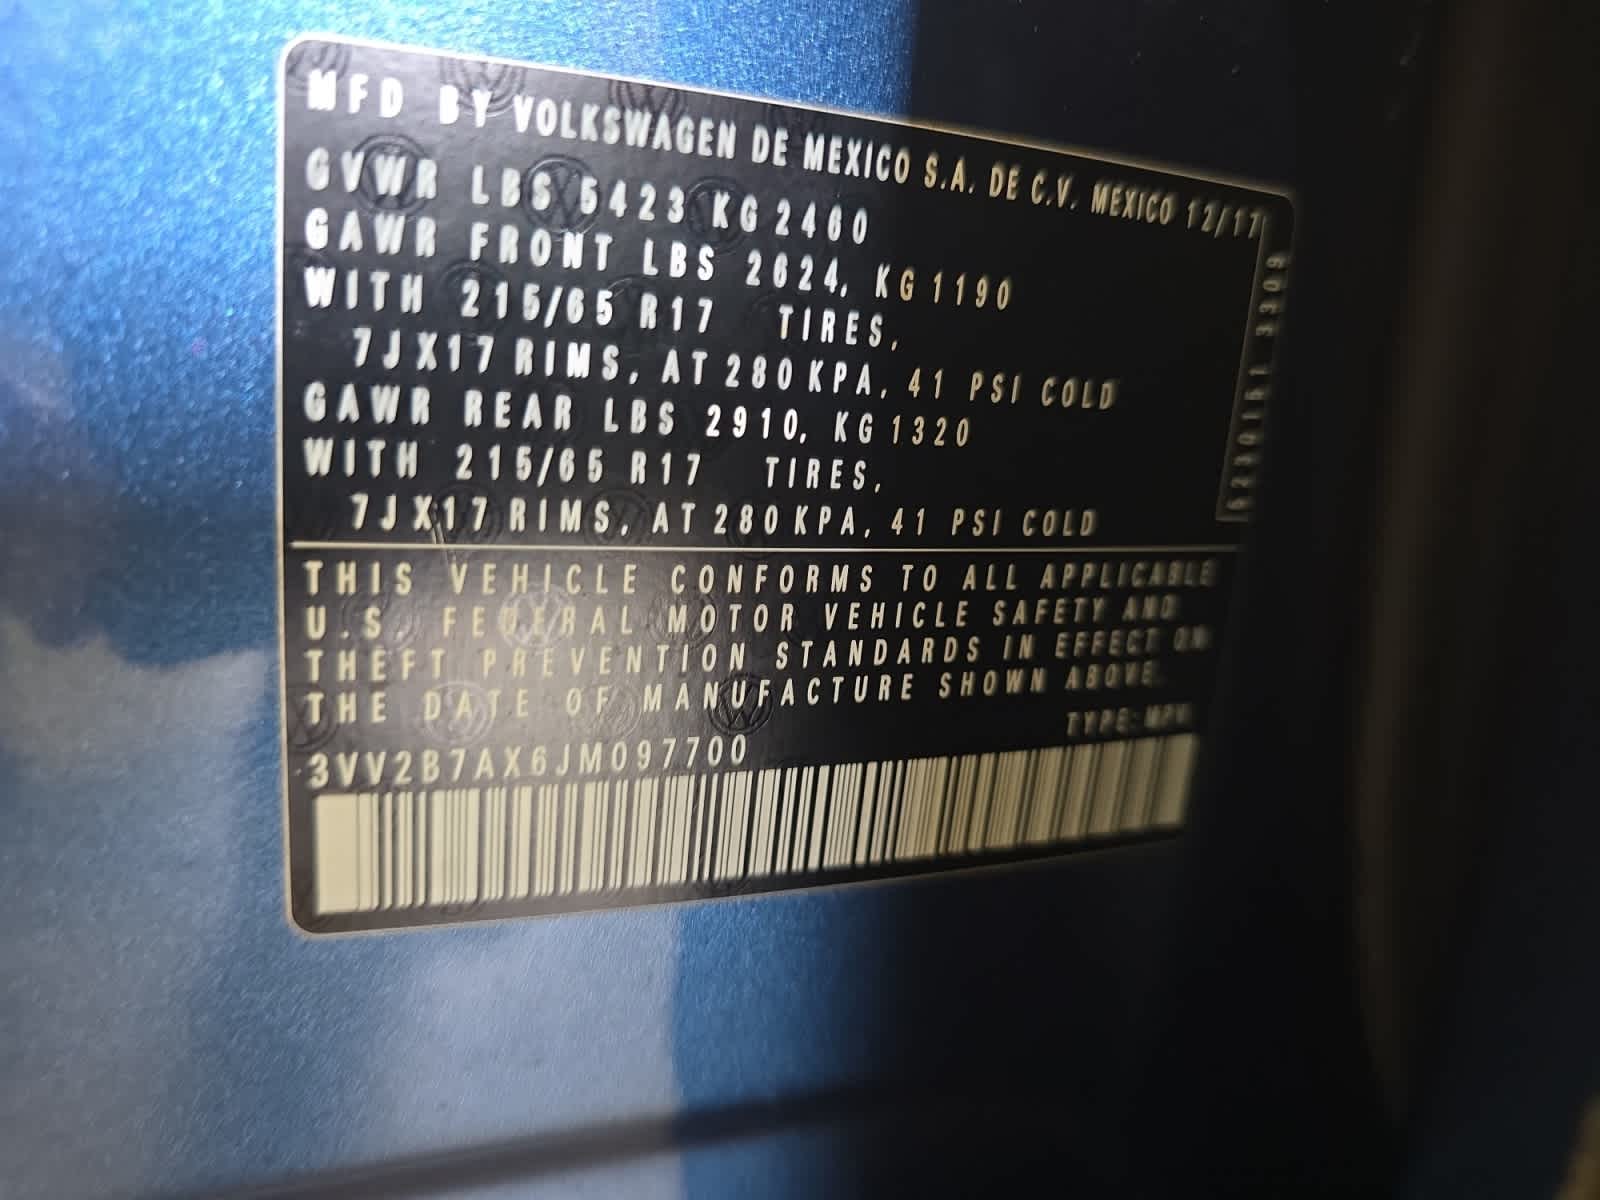 MFD BY VOLKSWAGEN DE MEXICO S.A. DE C.V. MEXICO 12/17
GVWR LBS 5423 KG 2460
GAWR FRONT LBS 2624, KG 1190
WITH 215/65 R17 TIRES,
7JX17 RIMS, AT 280 KPA, 41 PSI COLD
GAWR REAR LBS 2910, KG 1320
WITH 215/65 R17 TIRES,
7JX17 RIMS, AT 280 KPA, 41 PSI COLD
THIS VEHICLE CONFORMS TO ALL APPLICABLE
U.S. FEDERAL MOTOR VEHICLE SAFETY AND
THEFT PREVENTION STANDARDS IN EFFECT ON
THE DATE OF MANUFACTURE SHOWN ABOVE.
TYPE: MPV
3VV2B7AX6JM097700